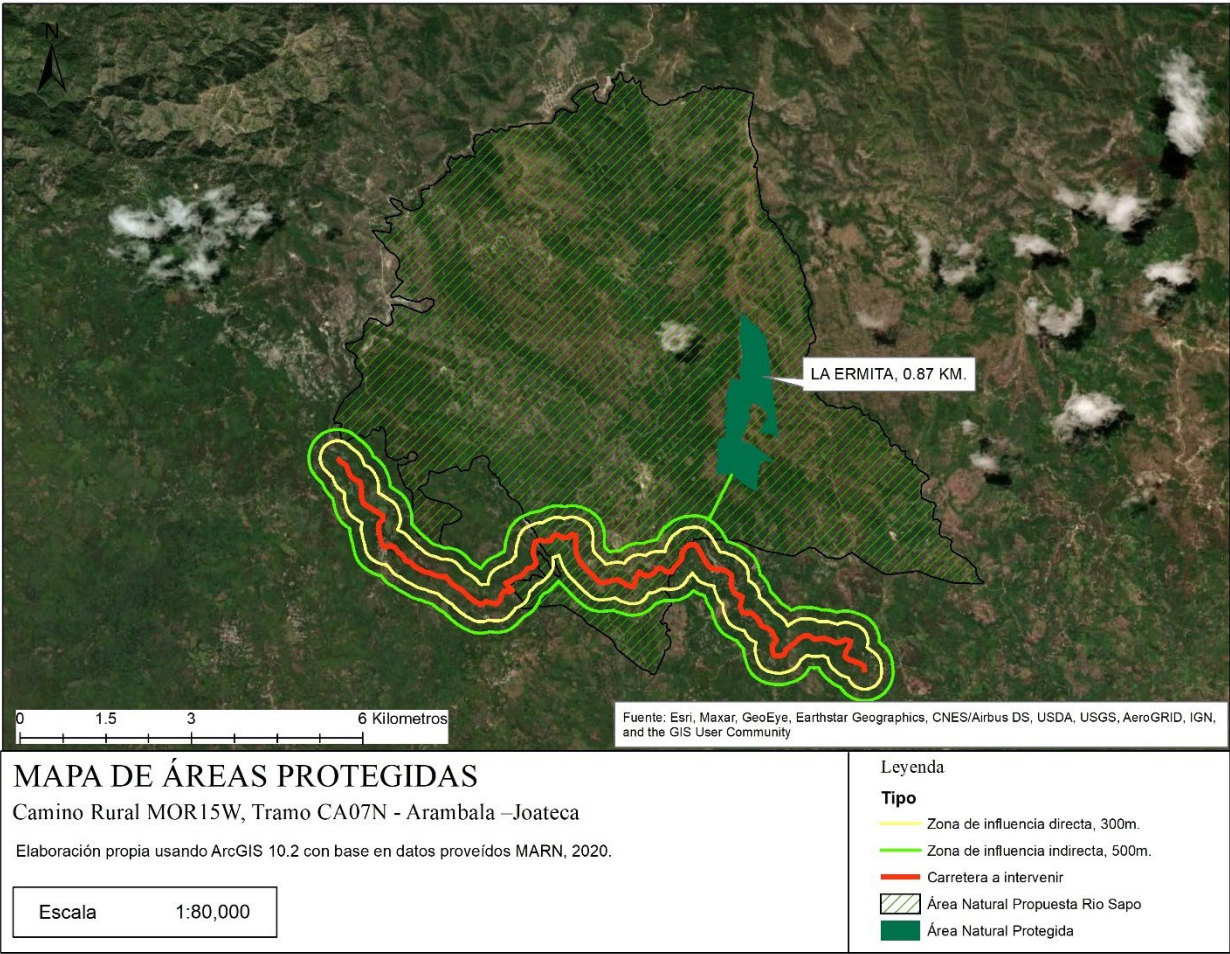 N
LA ERMITA, 0.87 KM.
0 1.5 3 6 Kilometros
Fuente: Esri, Maxar, GeoEye, Earthstar Geographics, CNES/Airbus DS, USDA, USGS, AeroGRID, IGN,
and the GIS User Community
MAPA DE ÁREAS PROTEGIDAS
Camino Rural MOR15W, Tramo CA07N - Arambala –Joateca
Elaboración propia usando ArcGIS 10.2 con base en datos proveídos MARN, 2020.
Escala 1:80,000
Leyenda
Tipo
Zona de influencia directa, 300m.
Zona de influencia indirecta, 500m.
Carretera a intervenir
Área Natural Propuesta Rio Sapo
Área Natural Protegida